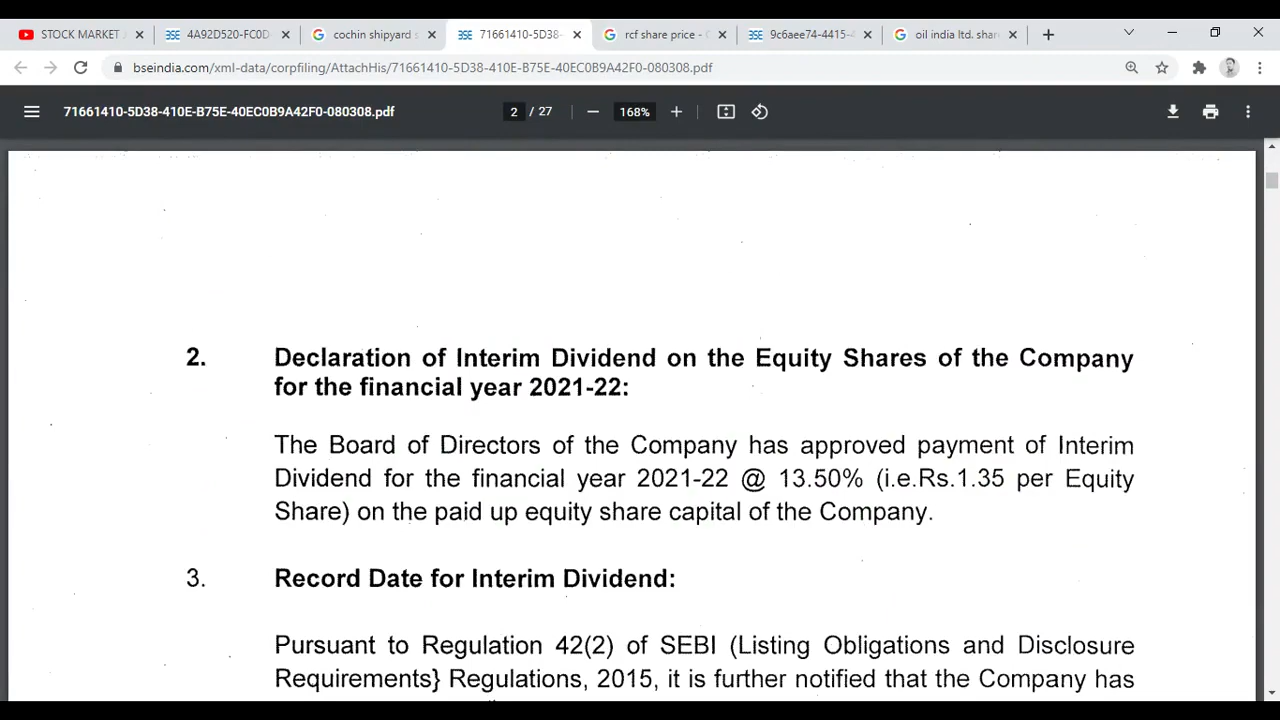 STOCK MARKET
4A92D520-FC0D
cochin shipyard s
71661410-5D38-
rcf share price - G
9c6aee74-4415-4
oil india ltd. shar
bseindia.com/xml-data/corpfiling/AttachHis/71661410-5D38-410E-B75E-40EC0B9A42F0-080308.pdf
71661410-5D38-410E-B75E-40EC0B9A42F0-080308.pdf
2 / 27
168%
2. Declaration of Interim Dividend on the Equity Shares of the Company
for the financial year 2021-22:
The Board of Directors of the Company has approved payment of Interim
Dividend for the financial year 2021-22 @ 13.50% (i.e.Rs.1.35 per Equity
Share) on the paid up equity share capital of the Company.
3. Record Date for Interim Dividend:
Pursuant to Regulation 42(2) of SEBI (Listing Obligations and Disclosure
Requirements} Regulations, 2015, it is further notified that the Company has